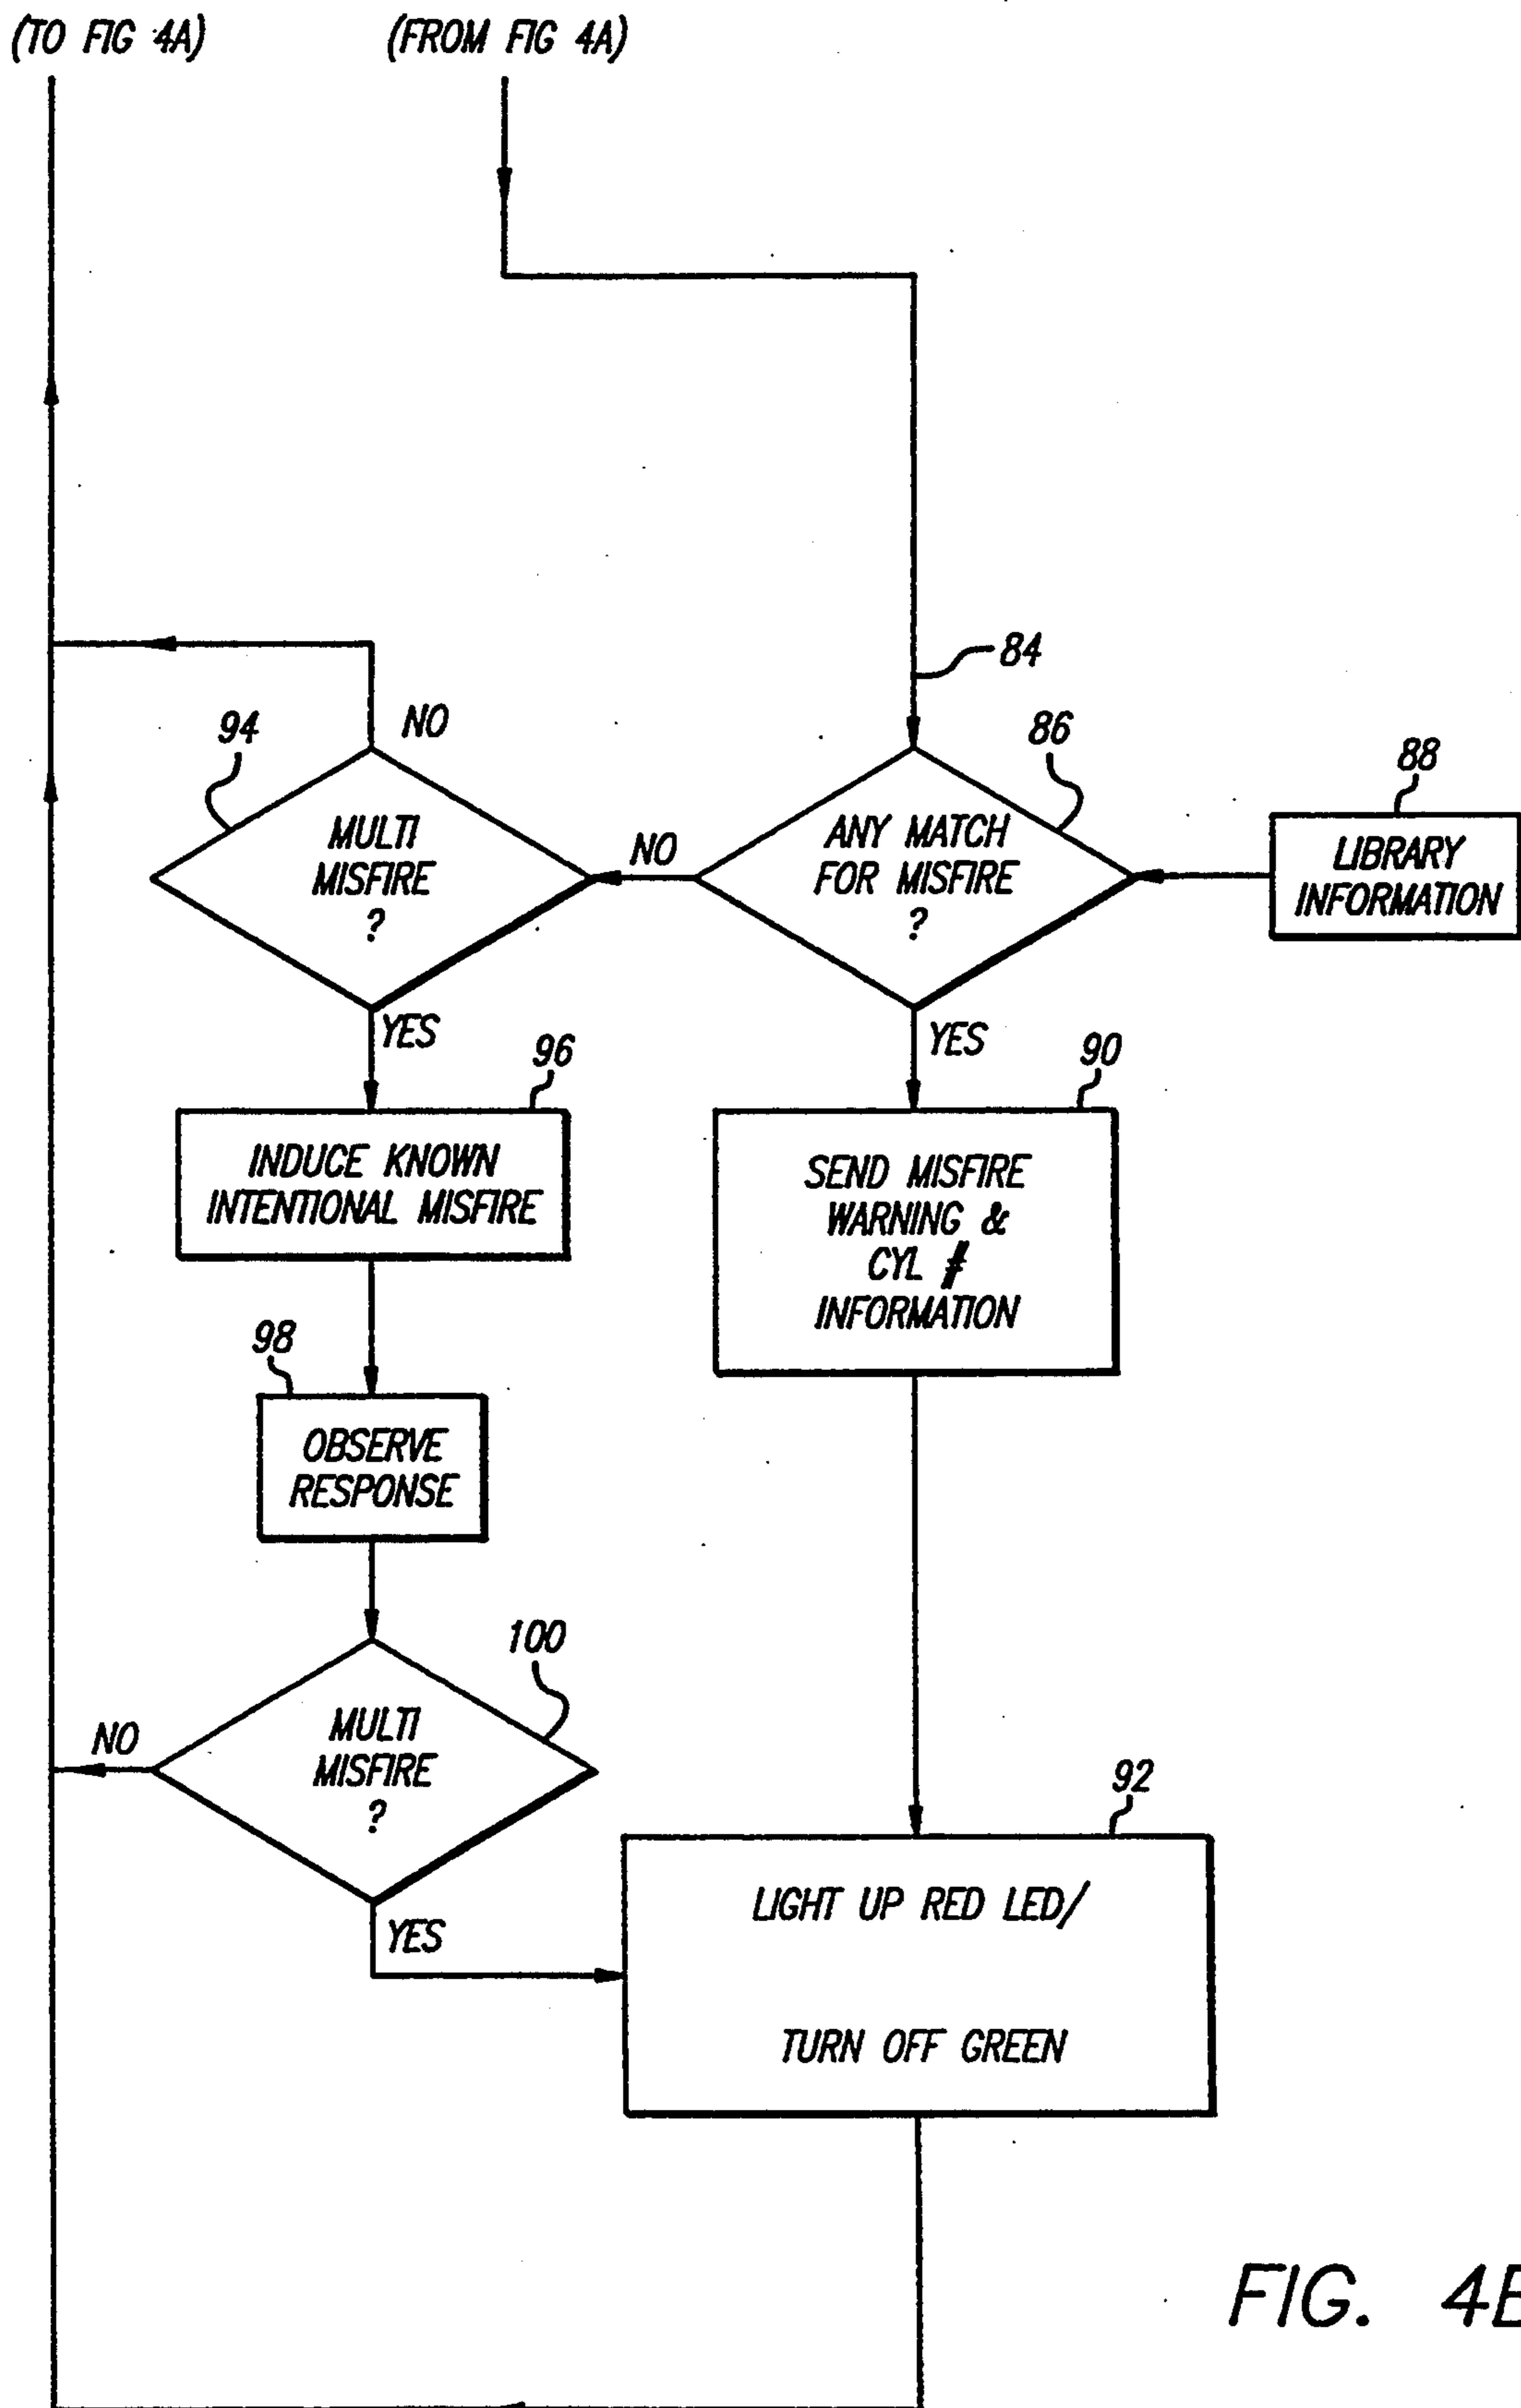 (TO FIG 4A)
(FROM FIG 4A)
84
94
NO
86
88
MULTI
MISFIRE
?
NO
ANY MATCH
FOR MISFIRE
?
LIBRARY
INFORMATION
YES
YES
96
90
INDUCE KNOWN
INTENTIONAL MISFIRE
SEND MISFIRE
WARNING &
CYL #
INFORMATION
98
OBSERVE
RESPONSE
100
MULTI
MISFIRE
?
NO
YES
92
LIGHT UP RED LED/
TURN OFF GREEN
FIG. 4B